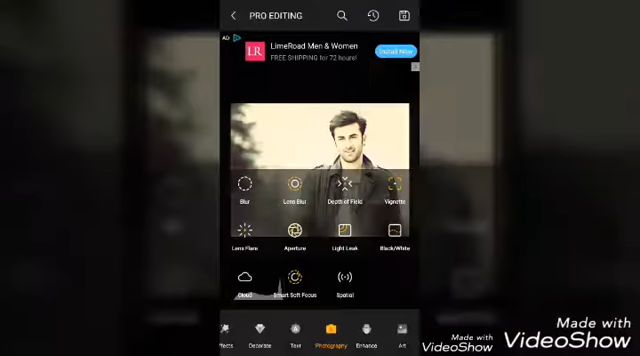 PRO EDITING
AD
LR
LimeRoad Men & Women
FREE SHIPPING for 72 hours!
Install Now
Blur
Lens Blur
Depth of Field
Vignette
Lens Flare
Aperture
Light Leak
Black/White
Cloud
Smart Soft Focus
Spatial
ffects
Decorate
Text
Photography
Enhance
Art
Made with
VideoShow
Made with
VideoShow